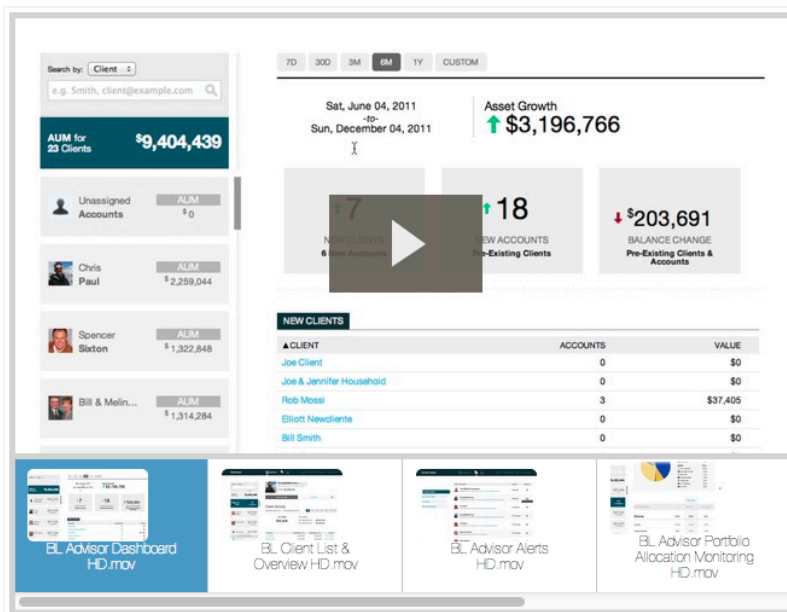 Search by: Client
e.g. Smith, client@example.com
AUM for
23 Clients
$9,404,439
Unassigned
Accounts
AUM
$0
Chris
Paul
AUM
$2,259,044
Spencer
Sixton
AUM
$1,322,848
Bill & Melin...
AUM
$1,314,284
7D 30D 3M 6M 1Y CUSTOM
Sat, June 04, 2011
-to-
Sun, December 04, 2011
Asset Growth
$3,196,766
7
NEW CLIENTS
6 New Accounts
18
NEW ACCOUNTS
Pre-Existing Clients
$203,691
BALANCE CHANGE
Pre-Existing Clients &
Accounts
NEW CLIENTS
▲CLIENT ACCOUNTS VALUE
Joe Client 0 $0
Joe & Jennifer Household 0 $0
Rob Mossi 3 $37,405
Elliott Newcliente 0 $0
Bill Smith 0 $0
BL Advisor Dashboard
HD.mov
BL Client List &
Overview HD.mov
BL Advisor Alerts
HD.mov
BL Advisor Portfolio
Allocation Monitoring
HD.mov